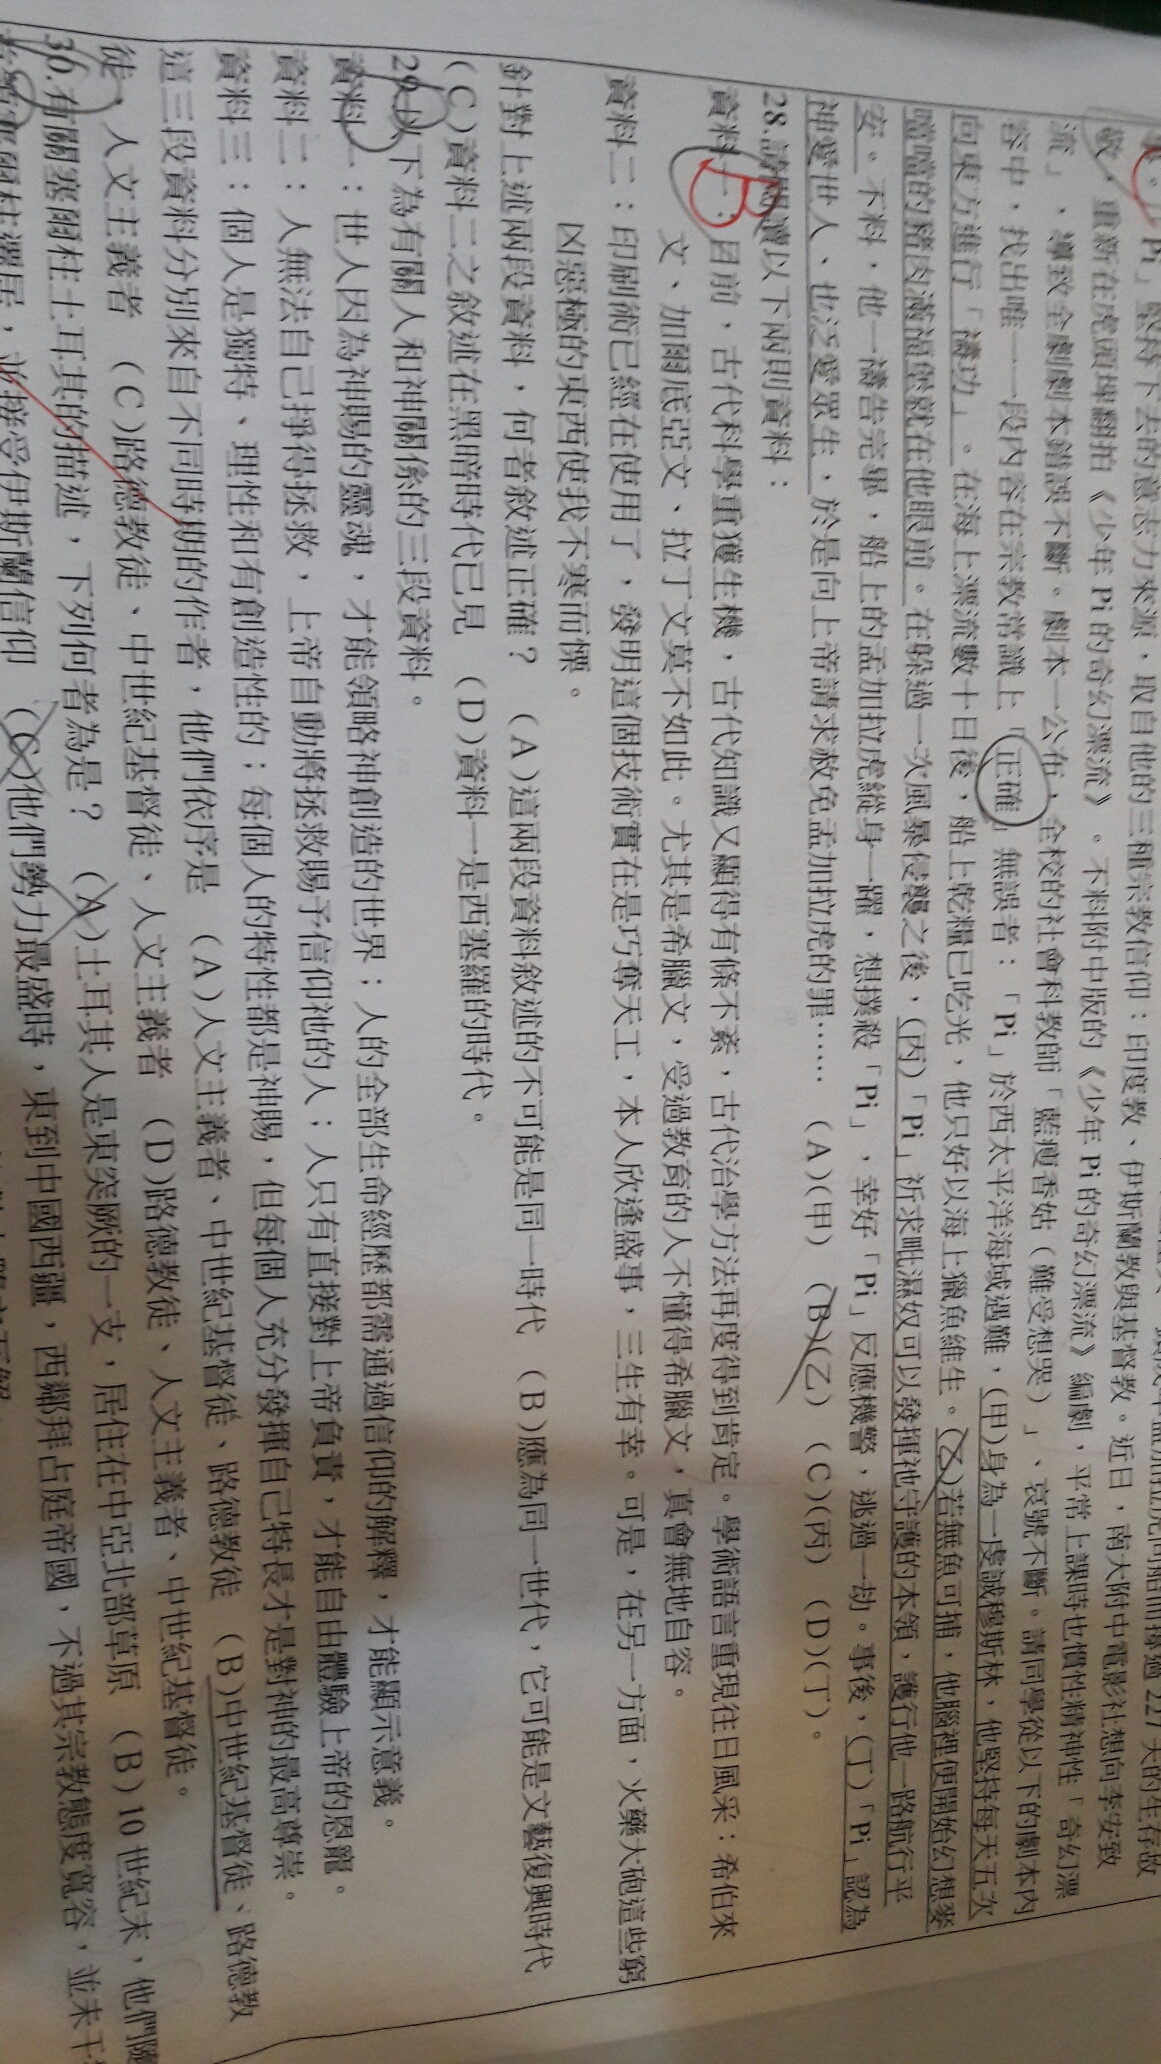 Pi」堅持下去的意志力來源，取自他的三種宗教信仰：印度教、伊斯蘭教與基督教。近日，南大附中電影社想向李安致
敬，重新在虎頭埤翻拍《少年 Pi 的奇幻漂流》。不料附中版的《少年 Pi 的奇幻漂流》編劇，平常上課時也慣性精神性「奇幻漂
流」，導致全劇劇本錯誤不斷。劇本一公布，全校的社會科教師「藍瘦香菇（難受想哭）」、哀號不斷。請同學從以下的劇本內
容中，找出唯一一段內容在宗教常識上「正確」無誤者：「Pi」於西太平洋海域遇難，(甲)身為一虔誠穆斯林，他堅持每天五次
向東方進行「禱功」。在海上漂流數十日後，船上乾糧已吃光，他只好以海上獵魚維生。(乙)若無魚可捕，他腦裡便開始幻想麥
當當的豬肉滿福堡就在他眼前。在躲過一次風暴侵襲之後，(丙)「Pi」祈求毗濕奴可以發揮祂守護的本領，護行他一路航行平
安。不料，他一禱告完畢，船上的孟加拉虎縱身一躍，想撲殺「Pi」，幸好「Pi」反應機警，逃過一劫。事後，(丁)「Pi」認為
神愛世人、也泛愛眾生，於是向上帝請求赦免孟加拉虎的罪…… (A)(甲) (B)(乙) (C)(丙) (D)(丁)。
28.請閱讀以下兩則資料：
資料一：目前，古代科學重獲生機，古代知識又顯得有條不紊，古代治學方法再度得到肯定。學術語言重現往日風采：希伯來
文、加爾底亞文、拉丁文莫不如此。尤其是希臘文，受過教育的人不懂得希臘文，真會無地自容。
資料二：印刷術已經在使用了，發明這個技術實在是巧奪天工，本人欣逢盛事，三生有幸。可是，在另一方面，火藥大砲這些窮
凶惡極的東西使我不寒而慄。
針對上述兩段資料，何者敘述正確？ (A)這兩段資料敘述的不可能是同一時代 (B)應為同一世代，它可能是文藝復興時代
(C)資料二之敘述在黑暗時代已見 (D)資料一是西塞羅的時代。
29.以下為有關人和神關係的三段資料。
資料一：世人因為神賜的靈魂，才能領略神創造的世界；人的全部生命經歷都需通過信仰的解釋，才能顯示意義。
資料二：人無法自己掙得拯救，上帝自動將拯救賜予信仰祂的人；人只有直接對上帝負責，才能自由體驗上帝的恩寵。
資料三：個人是獨特、理性和有創造性的；每個人的特性都是神賜，但每個人充分發揮自己特長才是對神的最高尊崇。
這三段資料分別來自不同時期的作者，他們依序是 (A)人文主義者、中世紀基督徒、路德教徒 (B)中世紀基督徒、路德教
徒、人文主義者 (C)路德教徒、中世紀基督徒、人文主義者 (D)路德教徒、人文主義者、中世紀基督徒。
30.有關塞爾柱土耳其的描述，下列何者為是？ (A)土耳其人是東突厥的一支，居住在中亞北部草原 (B)10 世紀末，他們隨
接受伊斯蘭信仰 (C)他們勢力最盛時，東到中國西疆，西鄰拜占庭帝國，不過其宗教態度寬容，並未干
B